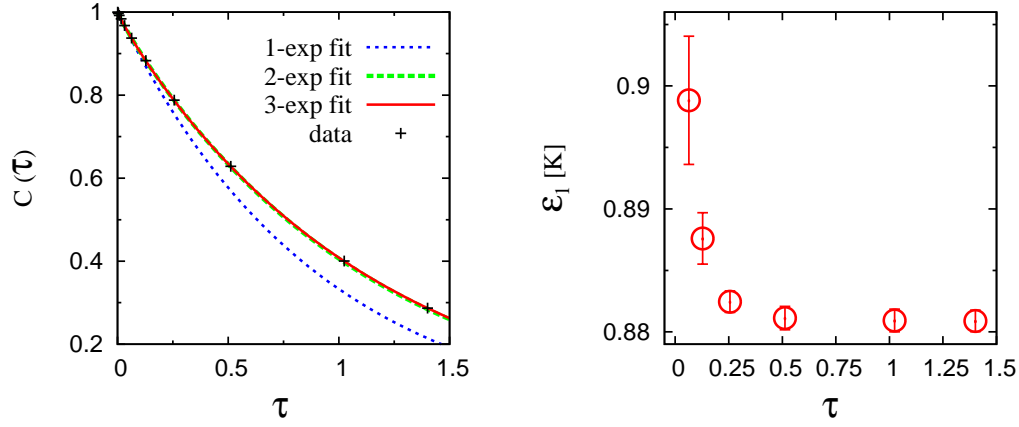 C (τ)
1
0.8
0.6
0.4
0.2
1-exp fit
2-exp fit
3-exp fit
data
0 0.5 1 1.5
τ
ε1 [K]
0.9
0.89
0.88
0 0.25 0.5 0.75 1 1.25 1.5
τ